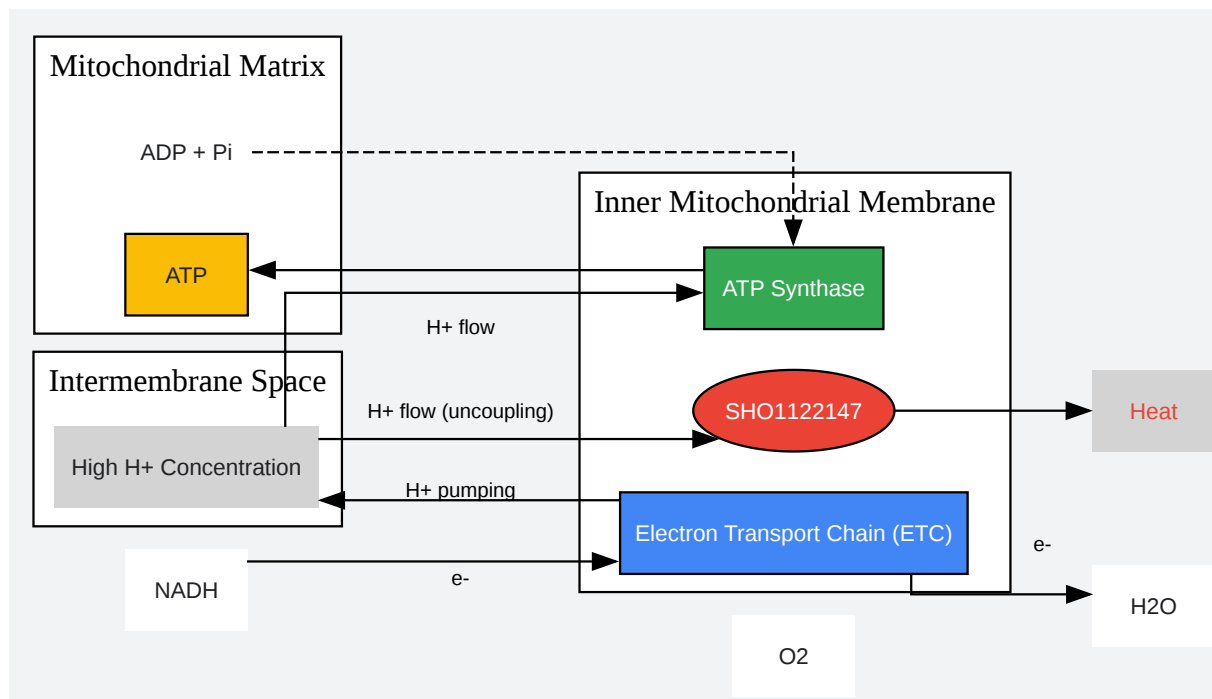 Mitochondrial Matrix
ADP + Pi
Inner Mitochondrial Membrane
ATP
ATP Synthase
H+ flow
Intermembrane Space
H+ flow (uncoupling)
SHO1122147
Heat
High H+ Concentration
H+ pumping
Electron Transport Chain (ETC)
e-
NADH
e-
H2O
O2